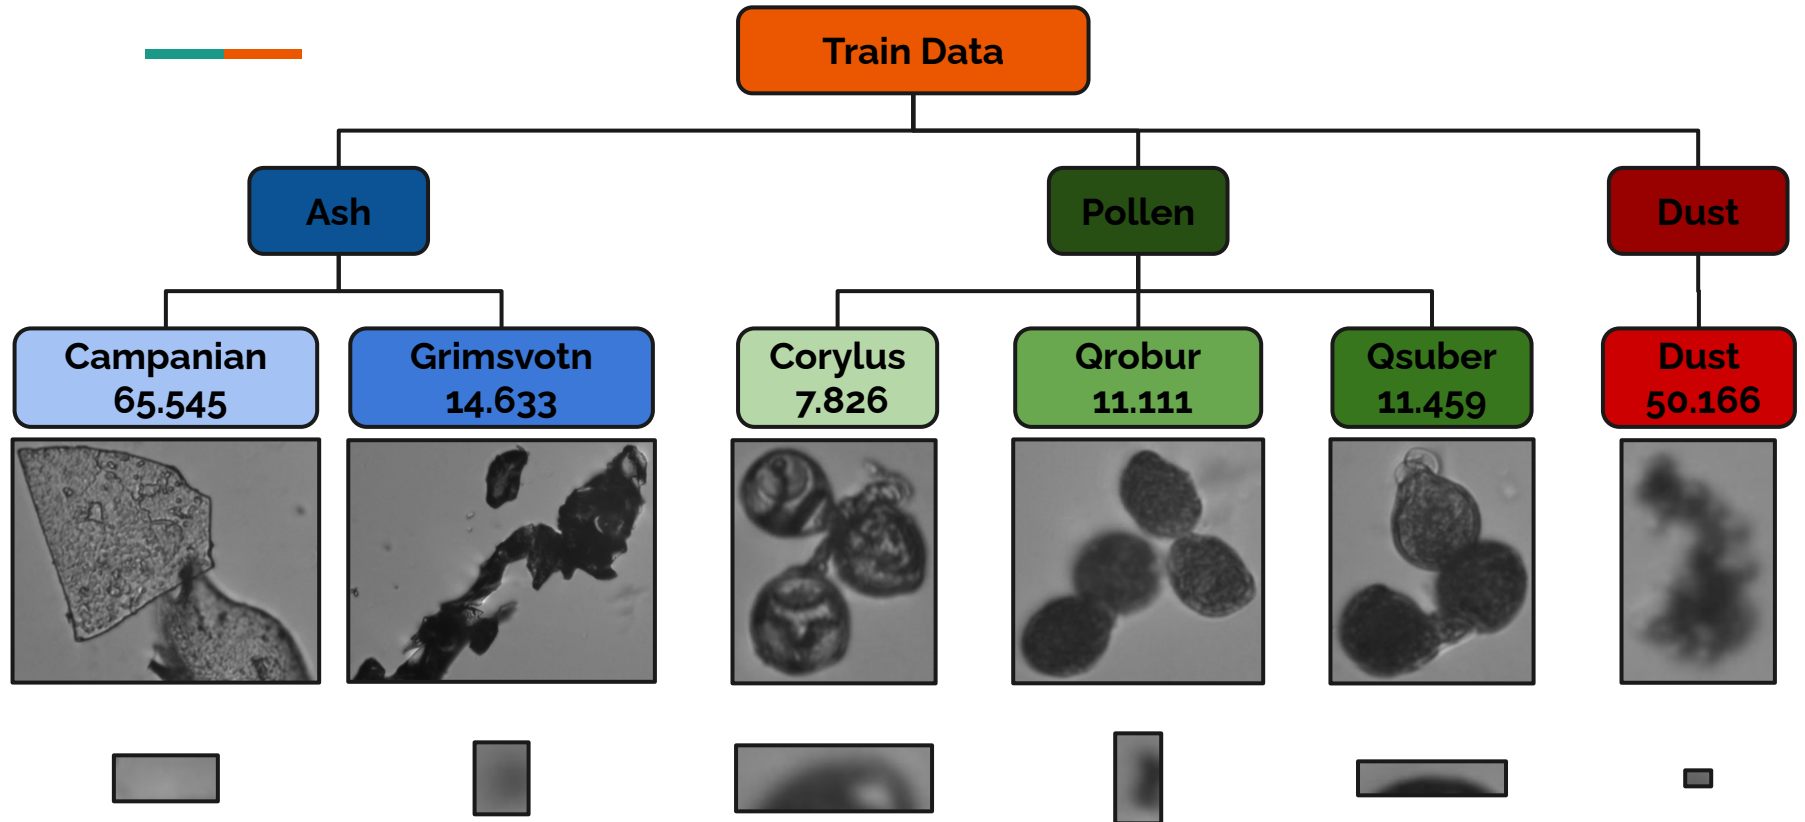 Train Data
Ash
Pollen
Dust
Campanian
65.545
Grimsvotn
14.633
Corylus
7.826
Qrobur
11.111
Qsuber
11.459
Dust
50.166